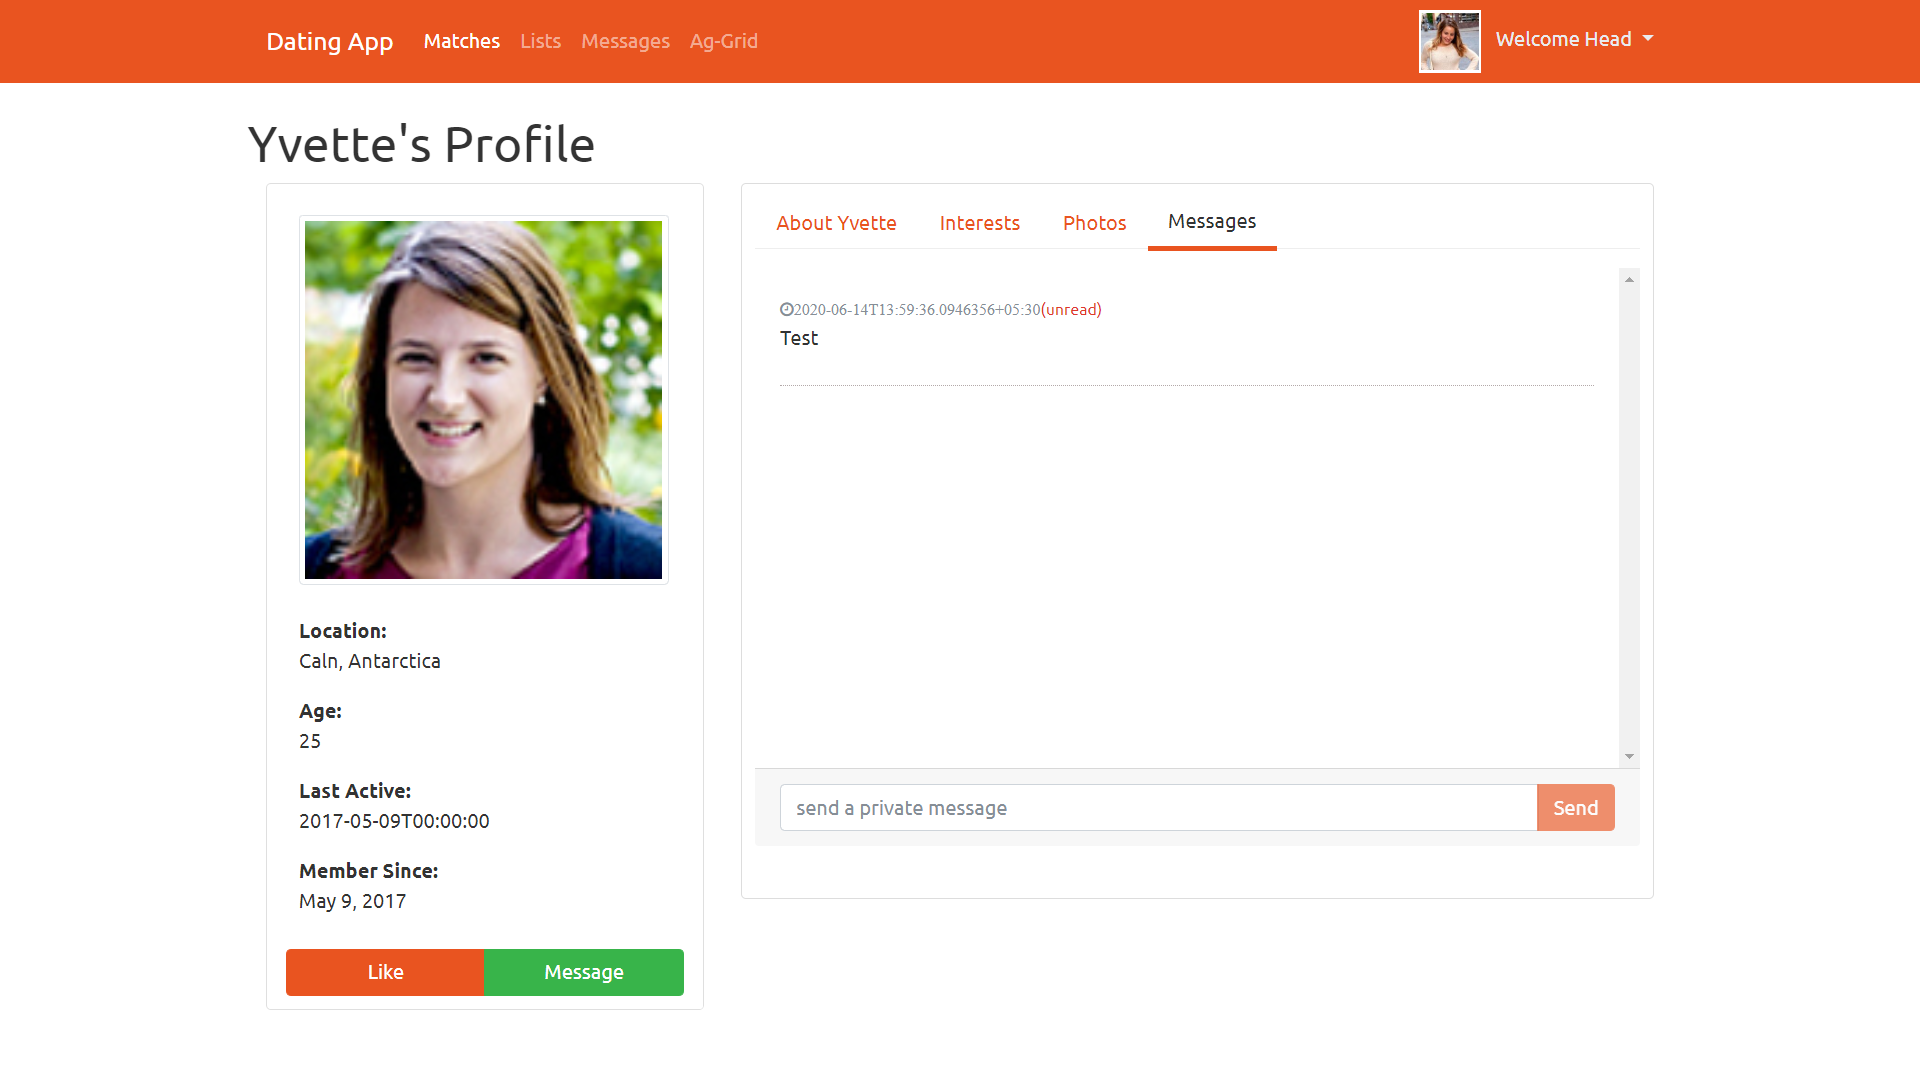 Dating App Matches Lists Messages Ag-Grid Welcome Head
Yvette's Profile
About Yvette Interests Photos Messages
2020-06-14T13:59:36.0946356+05:30(unread)
Test
send a private message Send
Location:
Caln, Antarctica
Age:
25
Last Active:
2017-05-09T00:00:00
Member Since:
May 9, 2017
Like Message